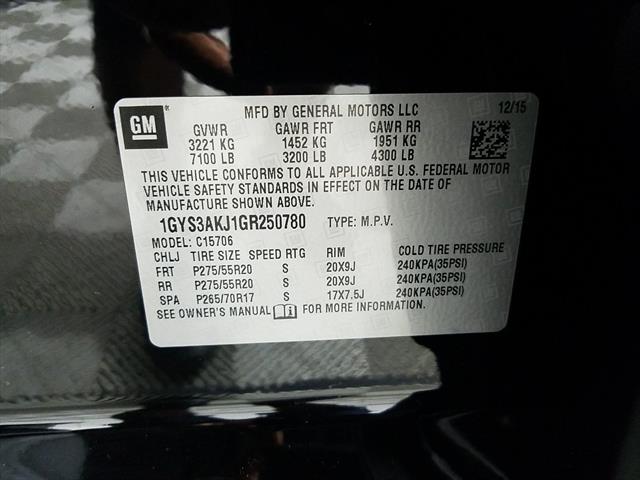 GM
MFD BY GENERAL MOTORS LLC 12/15
GVWR GAWR FRT GAWR RR
3221 KG 1452 KG 1951 KG
7100 LB 3200 LB 4300 LB
THIS VEHICLE CONFORMS TO ALL APPLICABLE U.S. FEDERAL MOTOR
VEHICLE SAFETY STANDARDS IN EFFECT ON THE DATE OF
MANUFACTURE SHOWN ABOVE.
1GYS3AKJ1GR250780 TYPE: M.P.V.
MODEL: C15706
CHLJ TIRE SIZE SPEED RTG RIM COLD TIRE PRESSURE
FRT P275/55R20 S 20X9J 240KPA(35PSI)
RR P275/55R20 S 20X9J 240KPA(35PSI)
SPA P265/70R17 S 17X7.5J 240KPA(35PSI)
SEE OWNER'S MANUAL FOR MORE INFORMATION.